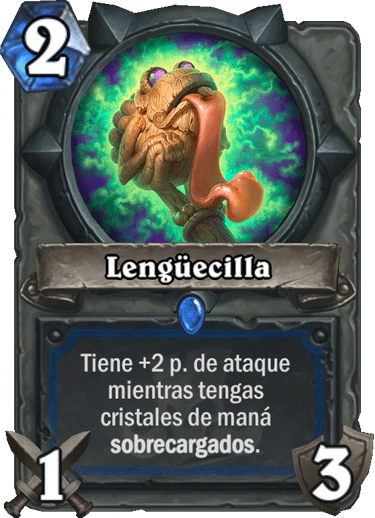 2
Lengüecilla
Tiene +2 p. de ataque
mientras tengas
cristales de maná
sobrecargados.
1
3